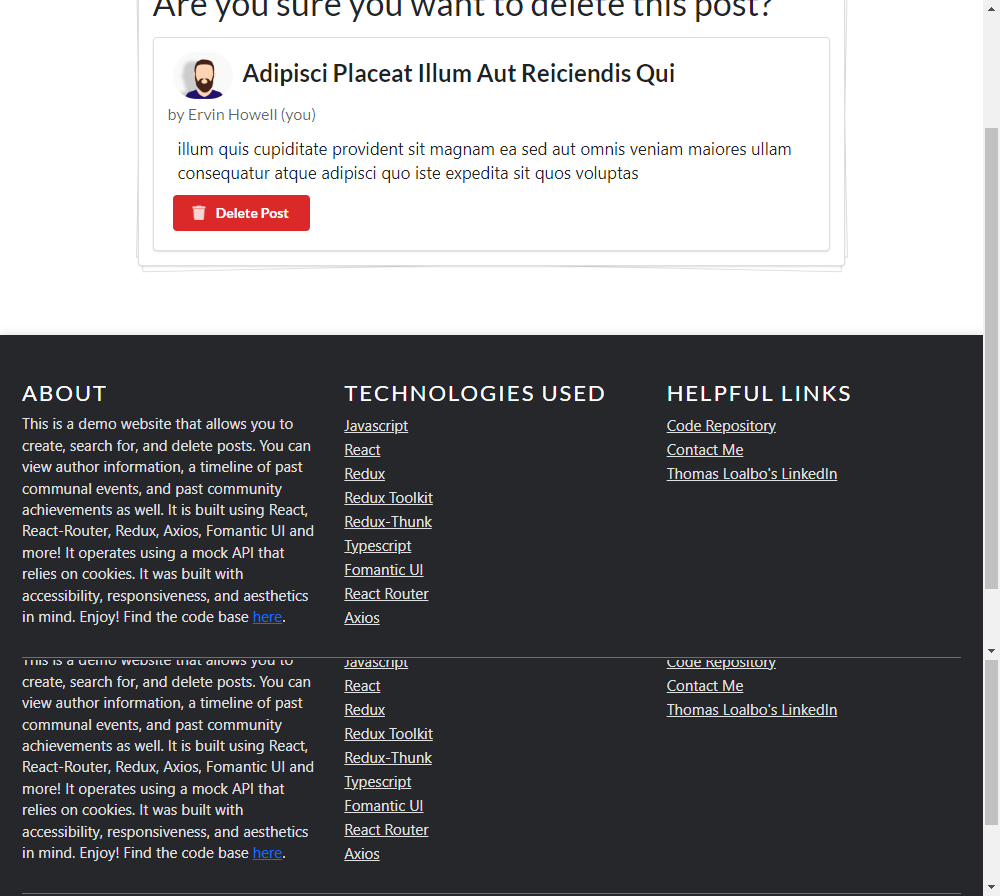 Are you sure you want to delete this post?
Adipisci Placeat Illum Aut Reiciendis Qui
by Ervin Howell (you)
illum quis cupiditate provident sit magnam ea sed aut omnis veniam maiores ullam
consequatur atque adipisci quo iste expedita sit quos voluptas
Delete Post
ABOUT
This is a demo website that allows you to
create, search for, and delete posts. You can
view author information, a timeline of past
communal events, and past community
achievements as well. It is built using React,
React-Router, Redux, Axios, Fomantic UI and
more! It operates using a mock API that
relies on cookies. It was built with
accessibility, responsiveness, and aesthetics
in mind. Enjoy! Find the code base here.
TECHNOLOGIES USED
Javascript
React
Redux
Redux Toolkit
Redux-Thunk
Typescript
Fomantic UI
React Router
Axios
HELPFUL LINKS
Code Repository
Contact Me
Thomas Loalbo's LinkedIn
This is a demo website that allows you to
create, search for, and delete posts. You can
view author information, a timeline of past
communal events, and past community
achievements as well. It is built using React,
React-Router, Redux, Axios, Fomantic UI and
more! It operates using a mock API that
relies on cookies. It was built with
accessibility, responsiveness, and aesthetics
in mind. Enjoy! Find the code base here.
Javascript
React
Redux
Redux Toolkit
Redux-Thunk
Typescript
Fomantic UI
React Router
Axios
Code Repository
Contact Me
Thomas Loalbo's LinkedIn